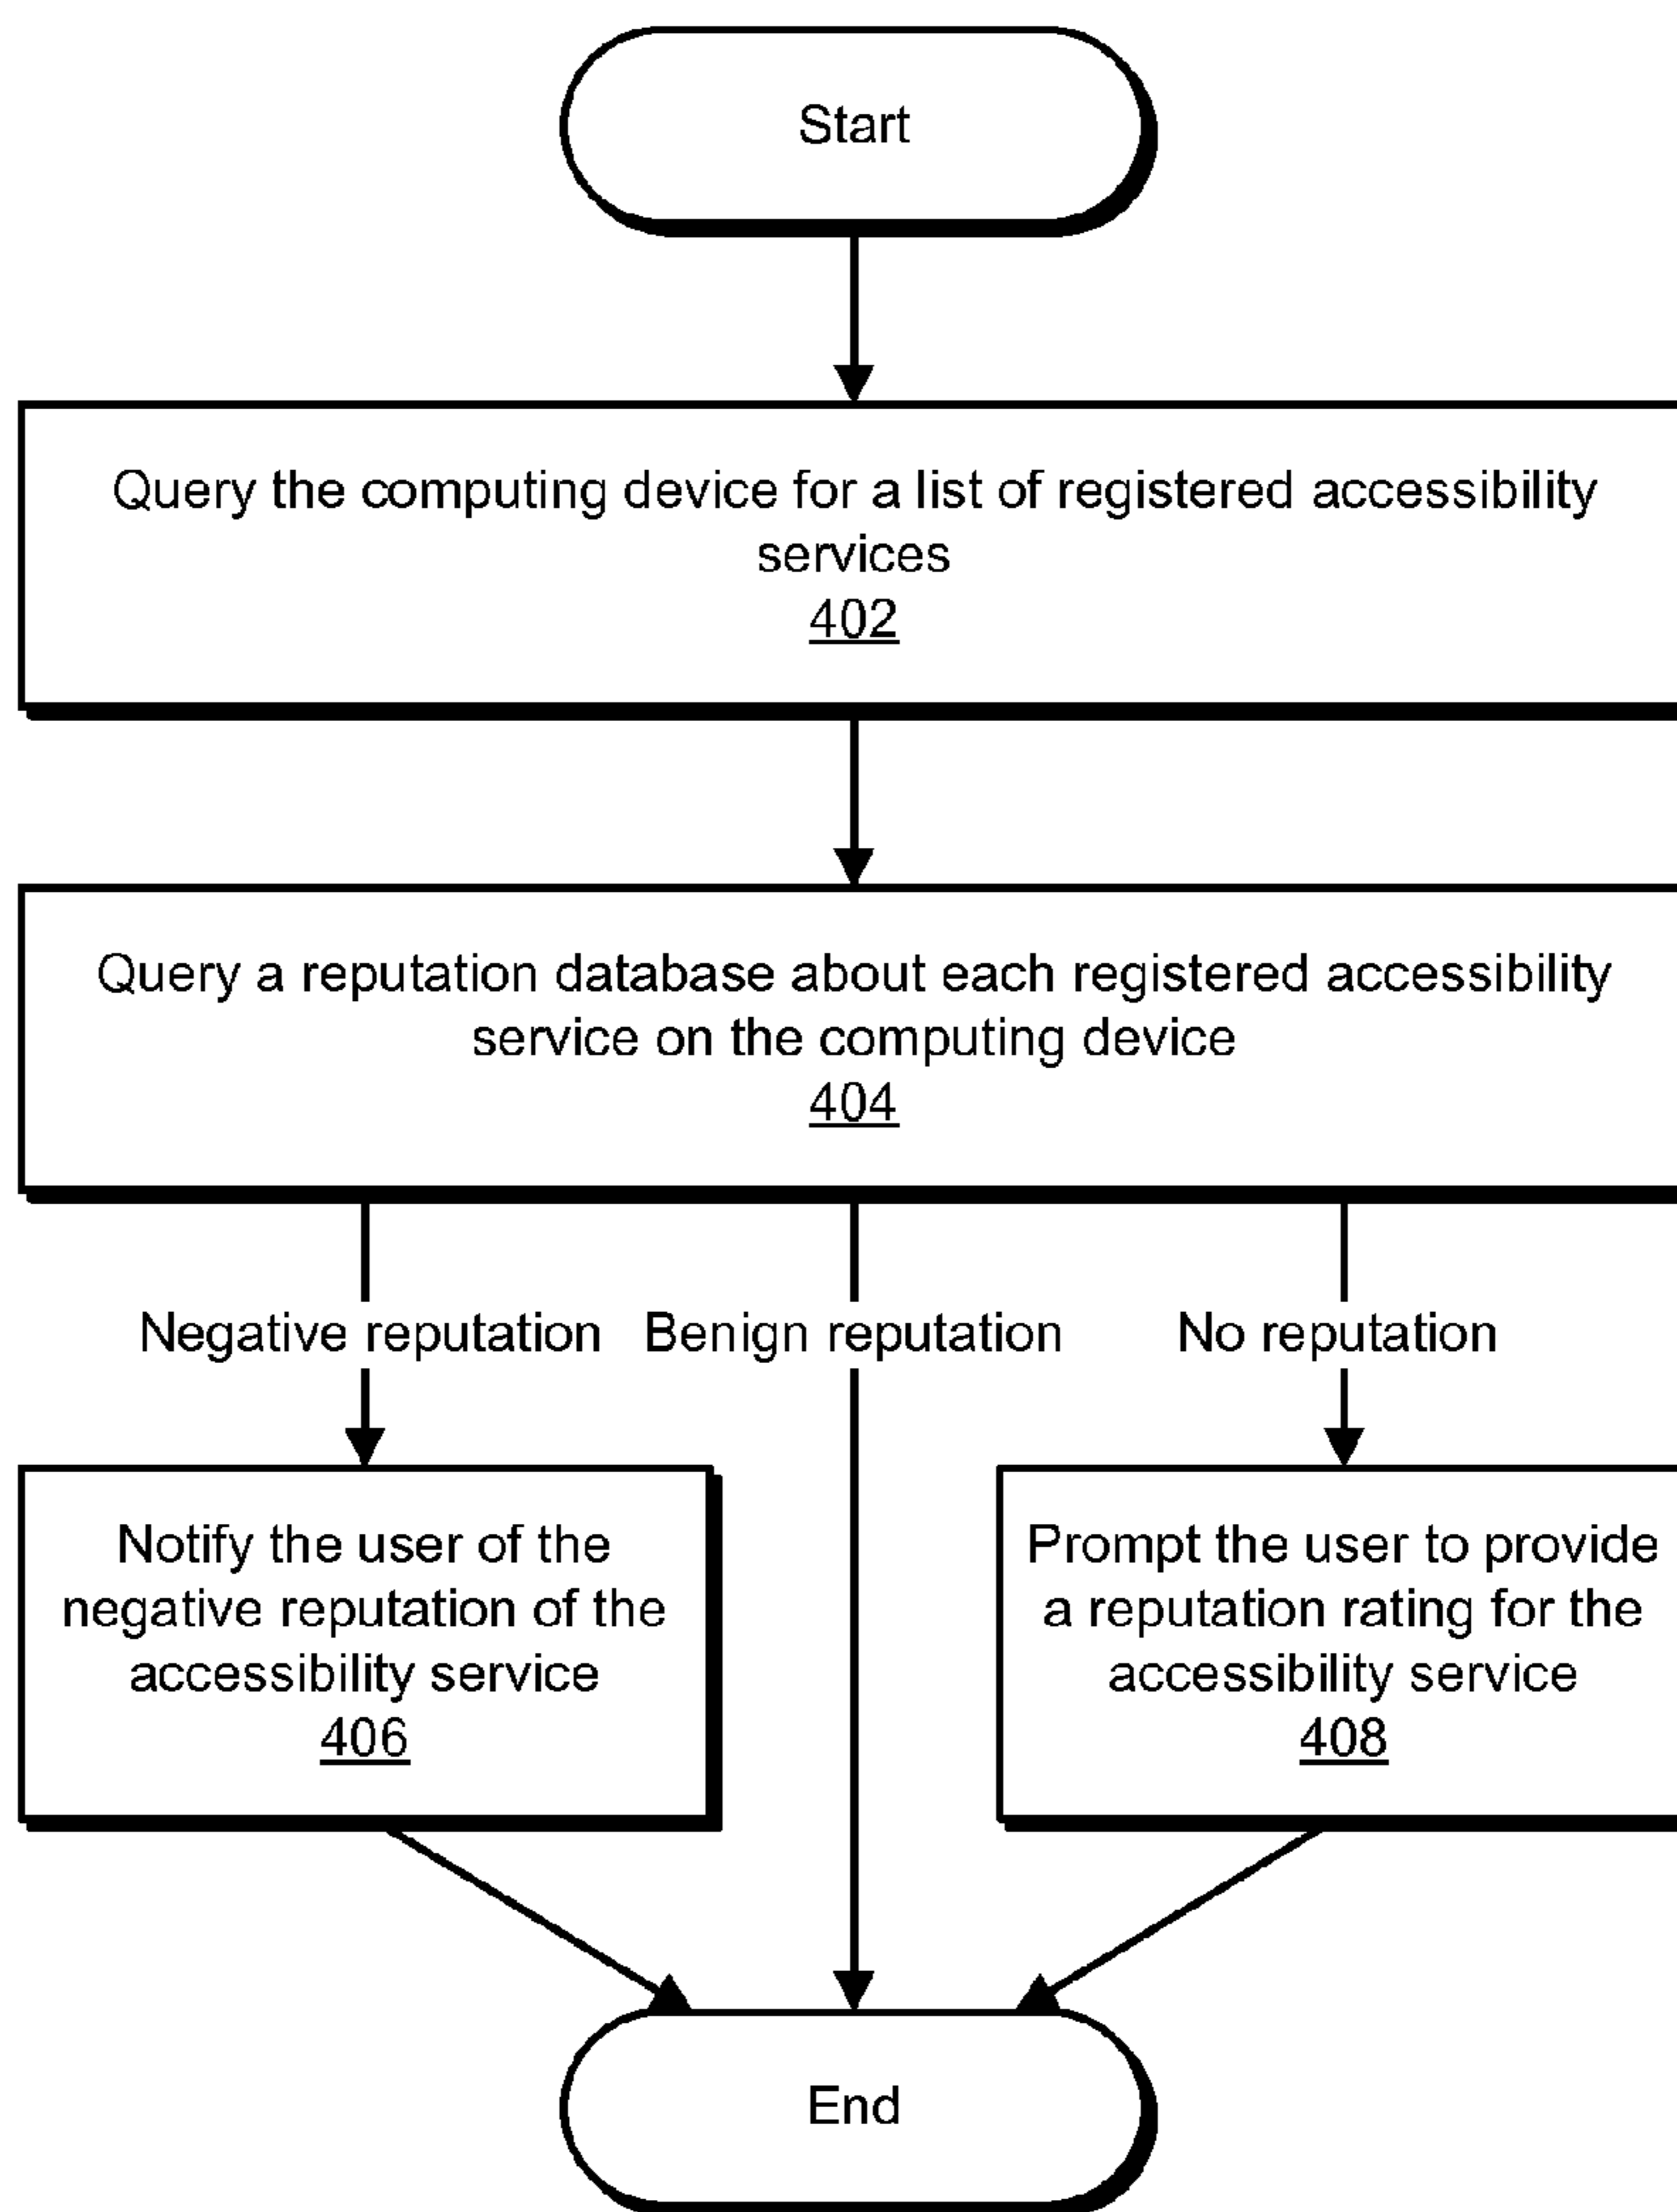 Start
Query the computing device for a list of registered accessibility
services
402
Query a reputation database about each registered accessibility
service on the computing device
404
Negative reputation
Benign reputation
No reputation
Notify the user of the
negative reputation of the
accessibility service
406
Prompt the user to provide
a reputation rating for the
accessibility service
408
End